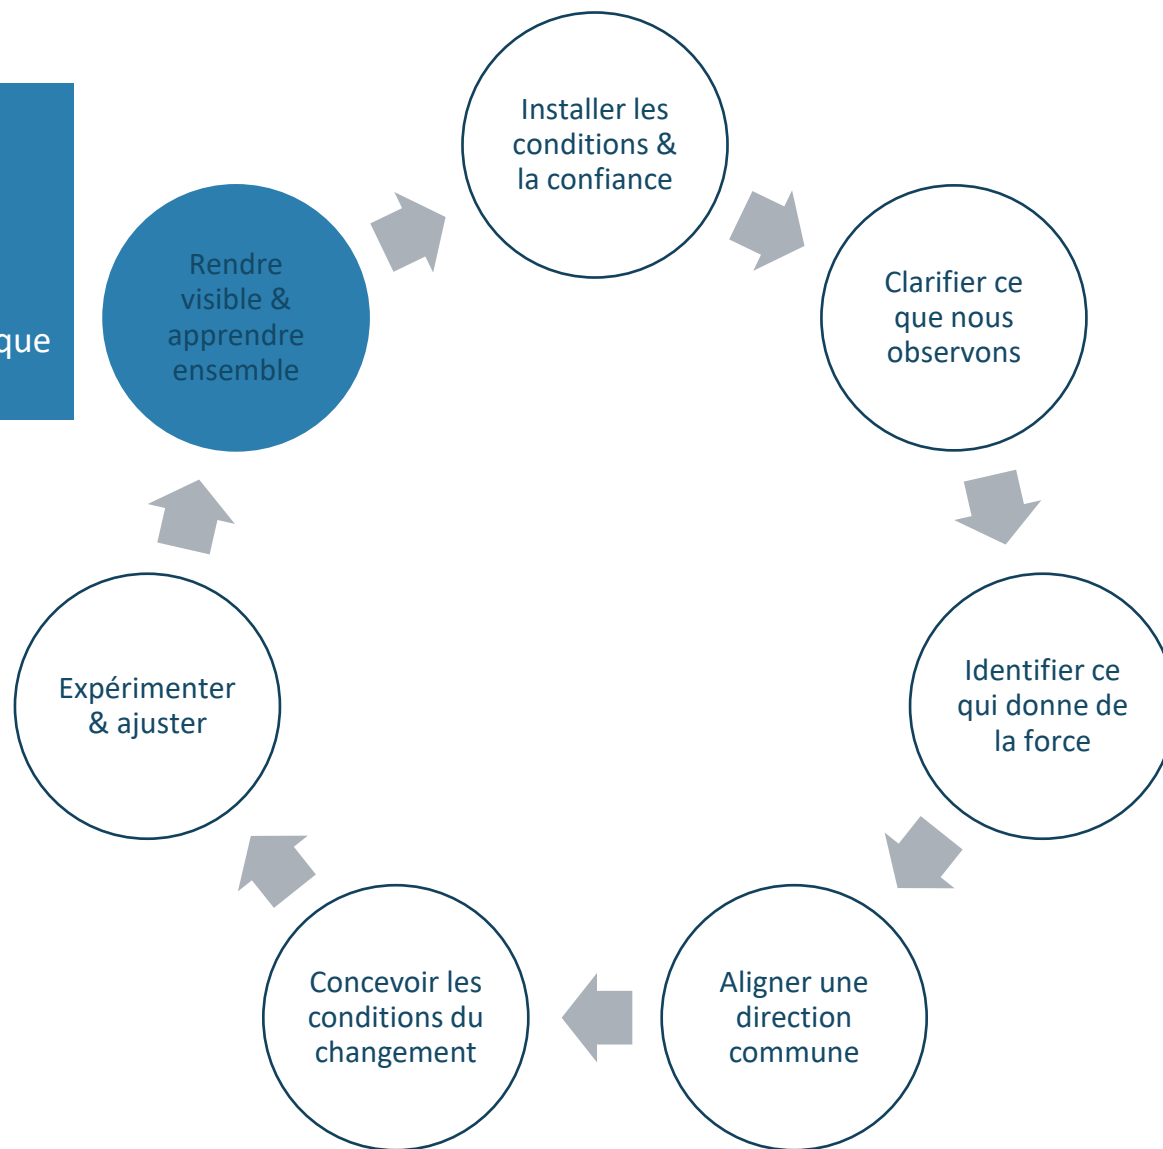 Installer les
conditions &
la confiance
Clarifier ce
que nous
observons
Identifier ce
qui donne de
la force
Aligner une
direction
commune
Concevoir les
conditions du
changement
Expérimenter
& ajuster
Rendre
visible &
apprendre
ensemble
que